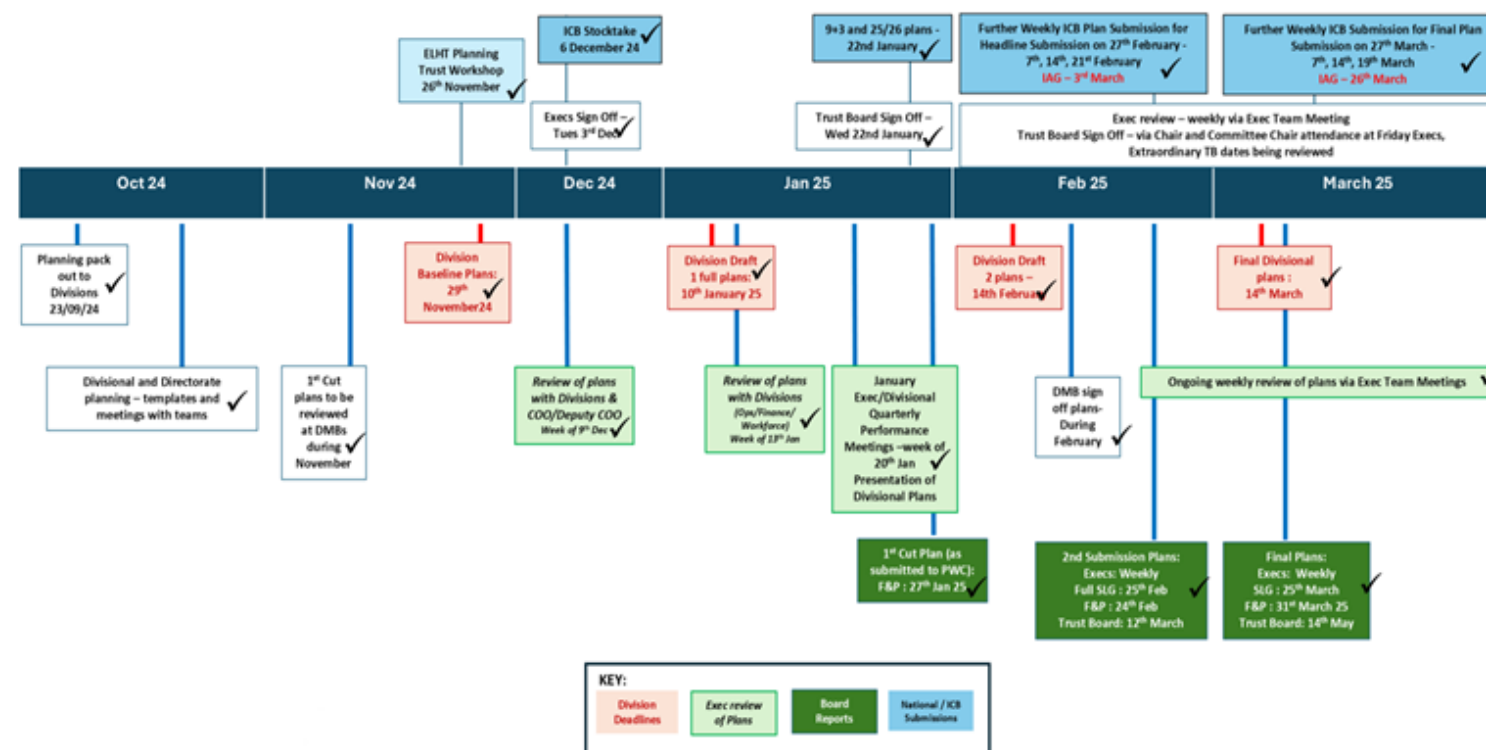 ELHT Planning
Trust Workshop
26th November
ICB Stocktake
6 December 24
Execs Sign Off –
Tues 3rd Dec
9+3 and 25/26 plans -
22nd January
Trust Board Sign Off –
Wed 22nd January
Further Weekly ICB Plan Submission for
Headline Submission on 27th February -
7th, 14th, 21st February
IAG – 3rd March
Further Weekly ICB Submission for Final Plan
Submission on 27th March -
7th, 14th, 19th March
IAG – 26th March
Exec review – weekly via Exec Team Meeting
Trust Board Sign Off – via Chair and Committee Chair attendance at Friday Execs,
Extraordinary TB dates being reviewed
Oct 24
Nov 24
Dec 24
Jan 25
Feb 25
March 25
Planning pack
out to
Divisions
23/09/24
Division
Baseline Plans:
29th
November24
Division Draft
1 full plans:
10th January 25
Division Draft
2 plans –
14th February
Final Divisional
plans :
14th March
Divisional and Directorate
planning – templates and
meetings with teams
1st Cut
plans to be
reviewed
at DMBs
during
November
Review of plans
with Divisions &
COO/Deputy COO
Week of 9th Dec
Review of plans
with Divisions
(Ops/Finance/
Workforce)
Week of 13th Jan
January
Exec/Divisional
Quarterly
Performance
Meetings –week of
20th Jan
Presentation of
Divisional Plans
DMB sign
off plans-
During
February
Ongoing weekly review of plans via Exec Team Meetings
1st Cut Plan (as
submitted to PWC):
F&P : 27th Jan 25
2nd Submission Plans:
Execs: Weekly
Full SLG : 25th Feb
F&P : 24th Feb
Trust Board: 12th March
Final Plans:
Execs: Weekly
SLG : 25th March
F&P : 31st March 25
Trust Board: 14th May
KEY:
Division
Deadlines
Exec review
of Plans
Board
Reports
National / ICB
Submissions